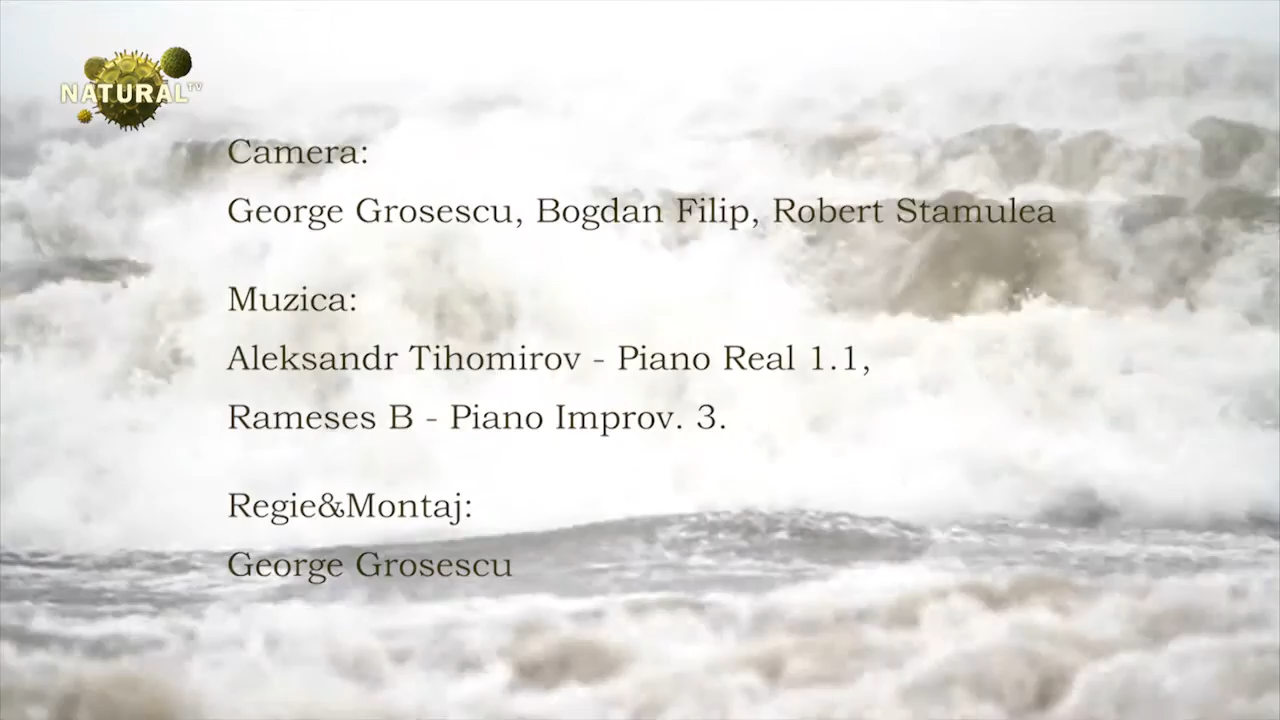 NATURAL TV
Camera:
George Grosescu, Bogdan Filip, Robert Stamulea
Muzica:
Aleksandr Tihomirov - Piano Real 1.1,
Rameses B - Piano Improv. 3.
Regie&Montaj:
George Grosescu